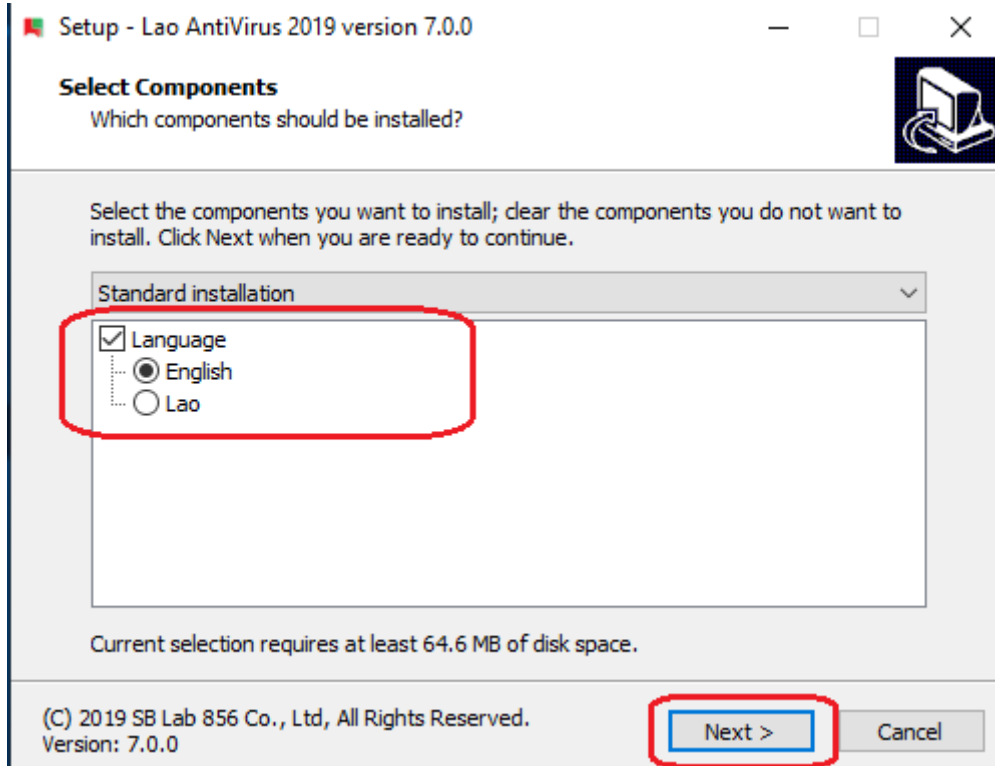 Setup - Lao AntiVirus 2019 version 7.0.0
Select Components
Which components should be installed?
Select the components you want to install; clear the components you do not want to
install. Click Next when you are ready to continue.
Standard installation
Language
English
Lao
Current selection requires at least 64.6 MB of disk space.
(C) 2019 SB Lab 856 Co., Ltd, All Rights Reserved.
Version: 7.0.0
Next >
Cancel